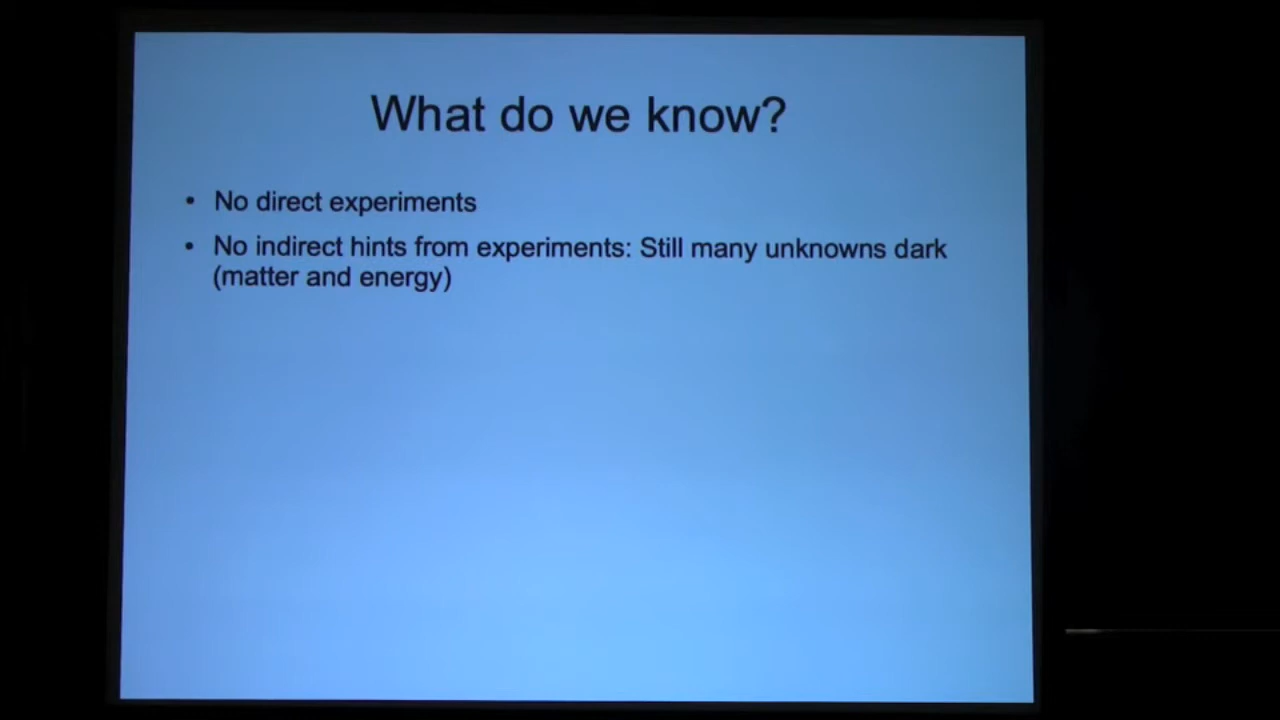 What do we know?
• No direct experiments
• No indirect hints from experiments: Still many unknowns dark
(matter and energy)